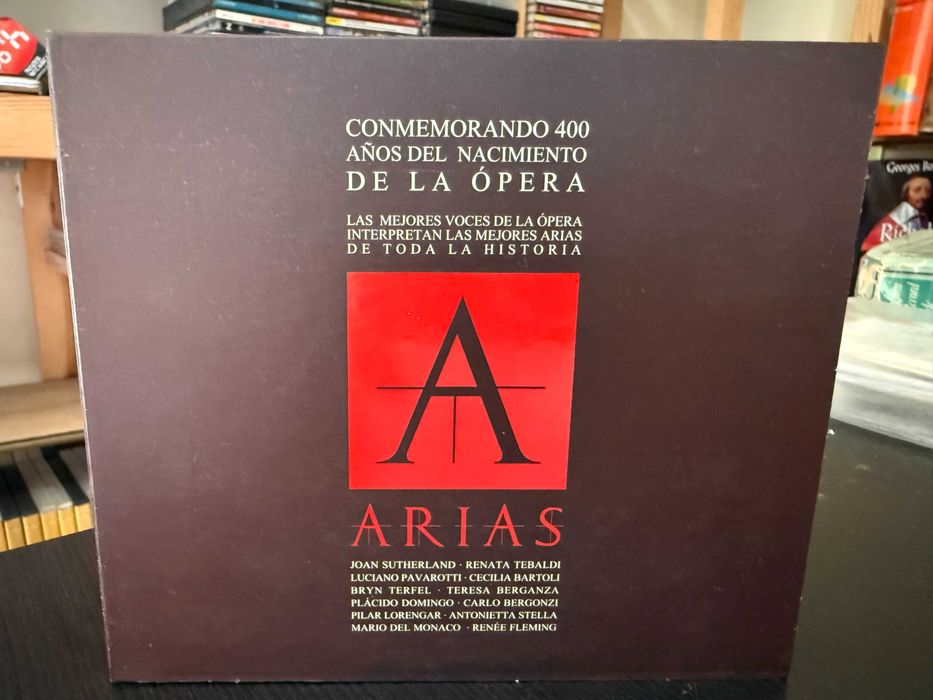 CONMEMORANDO 400
AÑOS DEL NACIMIENTO
DE LA ÓPERA
LAS MEJORES VOCES DE LA ÓPERA
INTERPRETAN LAS MEJORES ARIAS
DE TODA LA HISTORIA
A
ARIAS
JOAN SUTHERLAND · RENATA TEBALDI
LUCIANO PAVAROTTI · CECILIA BARTOLI
BRYN TERFEL · TERESA BERGANZA
PLÁCIDO DOMINGO · CARLO BERGONZI
PILAR LORENGAR · ANTONIETTA STELLA
MARIO DEL MONACO · RENÉE FLEMING
Georges